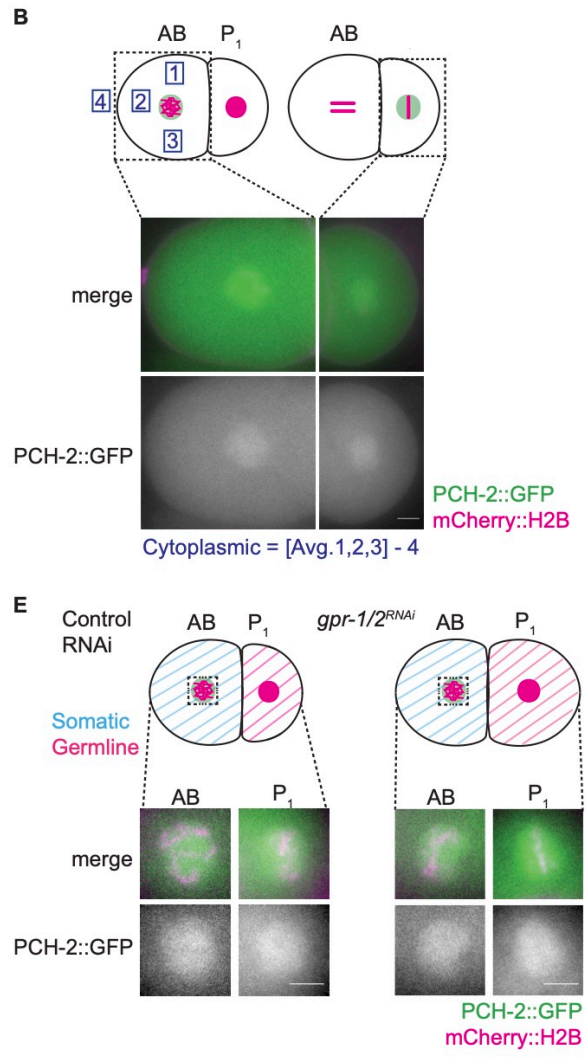 B
AB P1
AB
1
4 2
3
merge
PCH-2::GFP
PCH-2::GFP
mCherry::H2B
Cytoplasmic = [Avg.1,2,3] - 4
E
Control
RNAi
AB P1
gpr-1/2RNAi
AB P1
Somatic
Germline
AB P1
AB P1
merge
PCH-2::GFP
PCH-2::GFP
mCherry::H2B